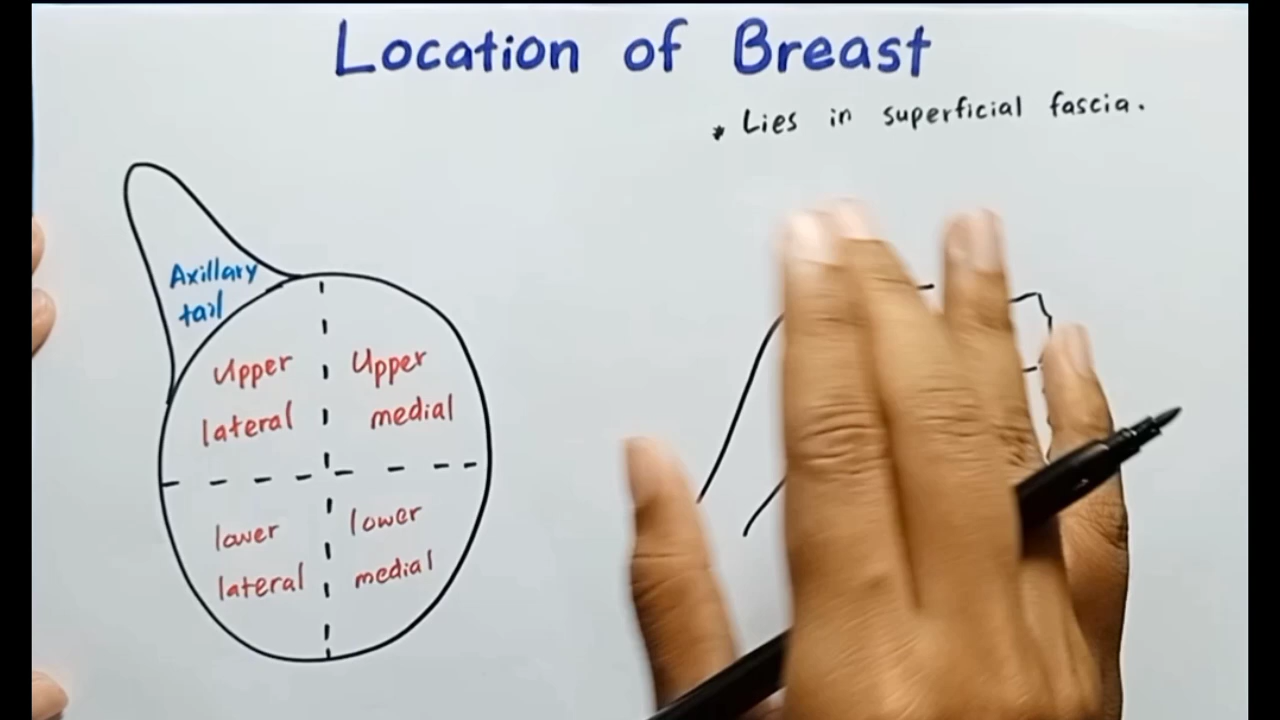 Location of Breast
* Lies in superficial fascia.
Axillary
tail
Upper
lateral
Upper
medial
lower
lateral
lower
medial